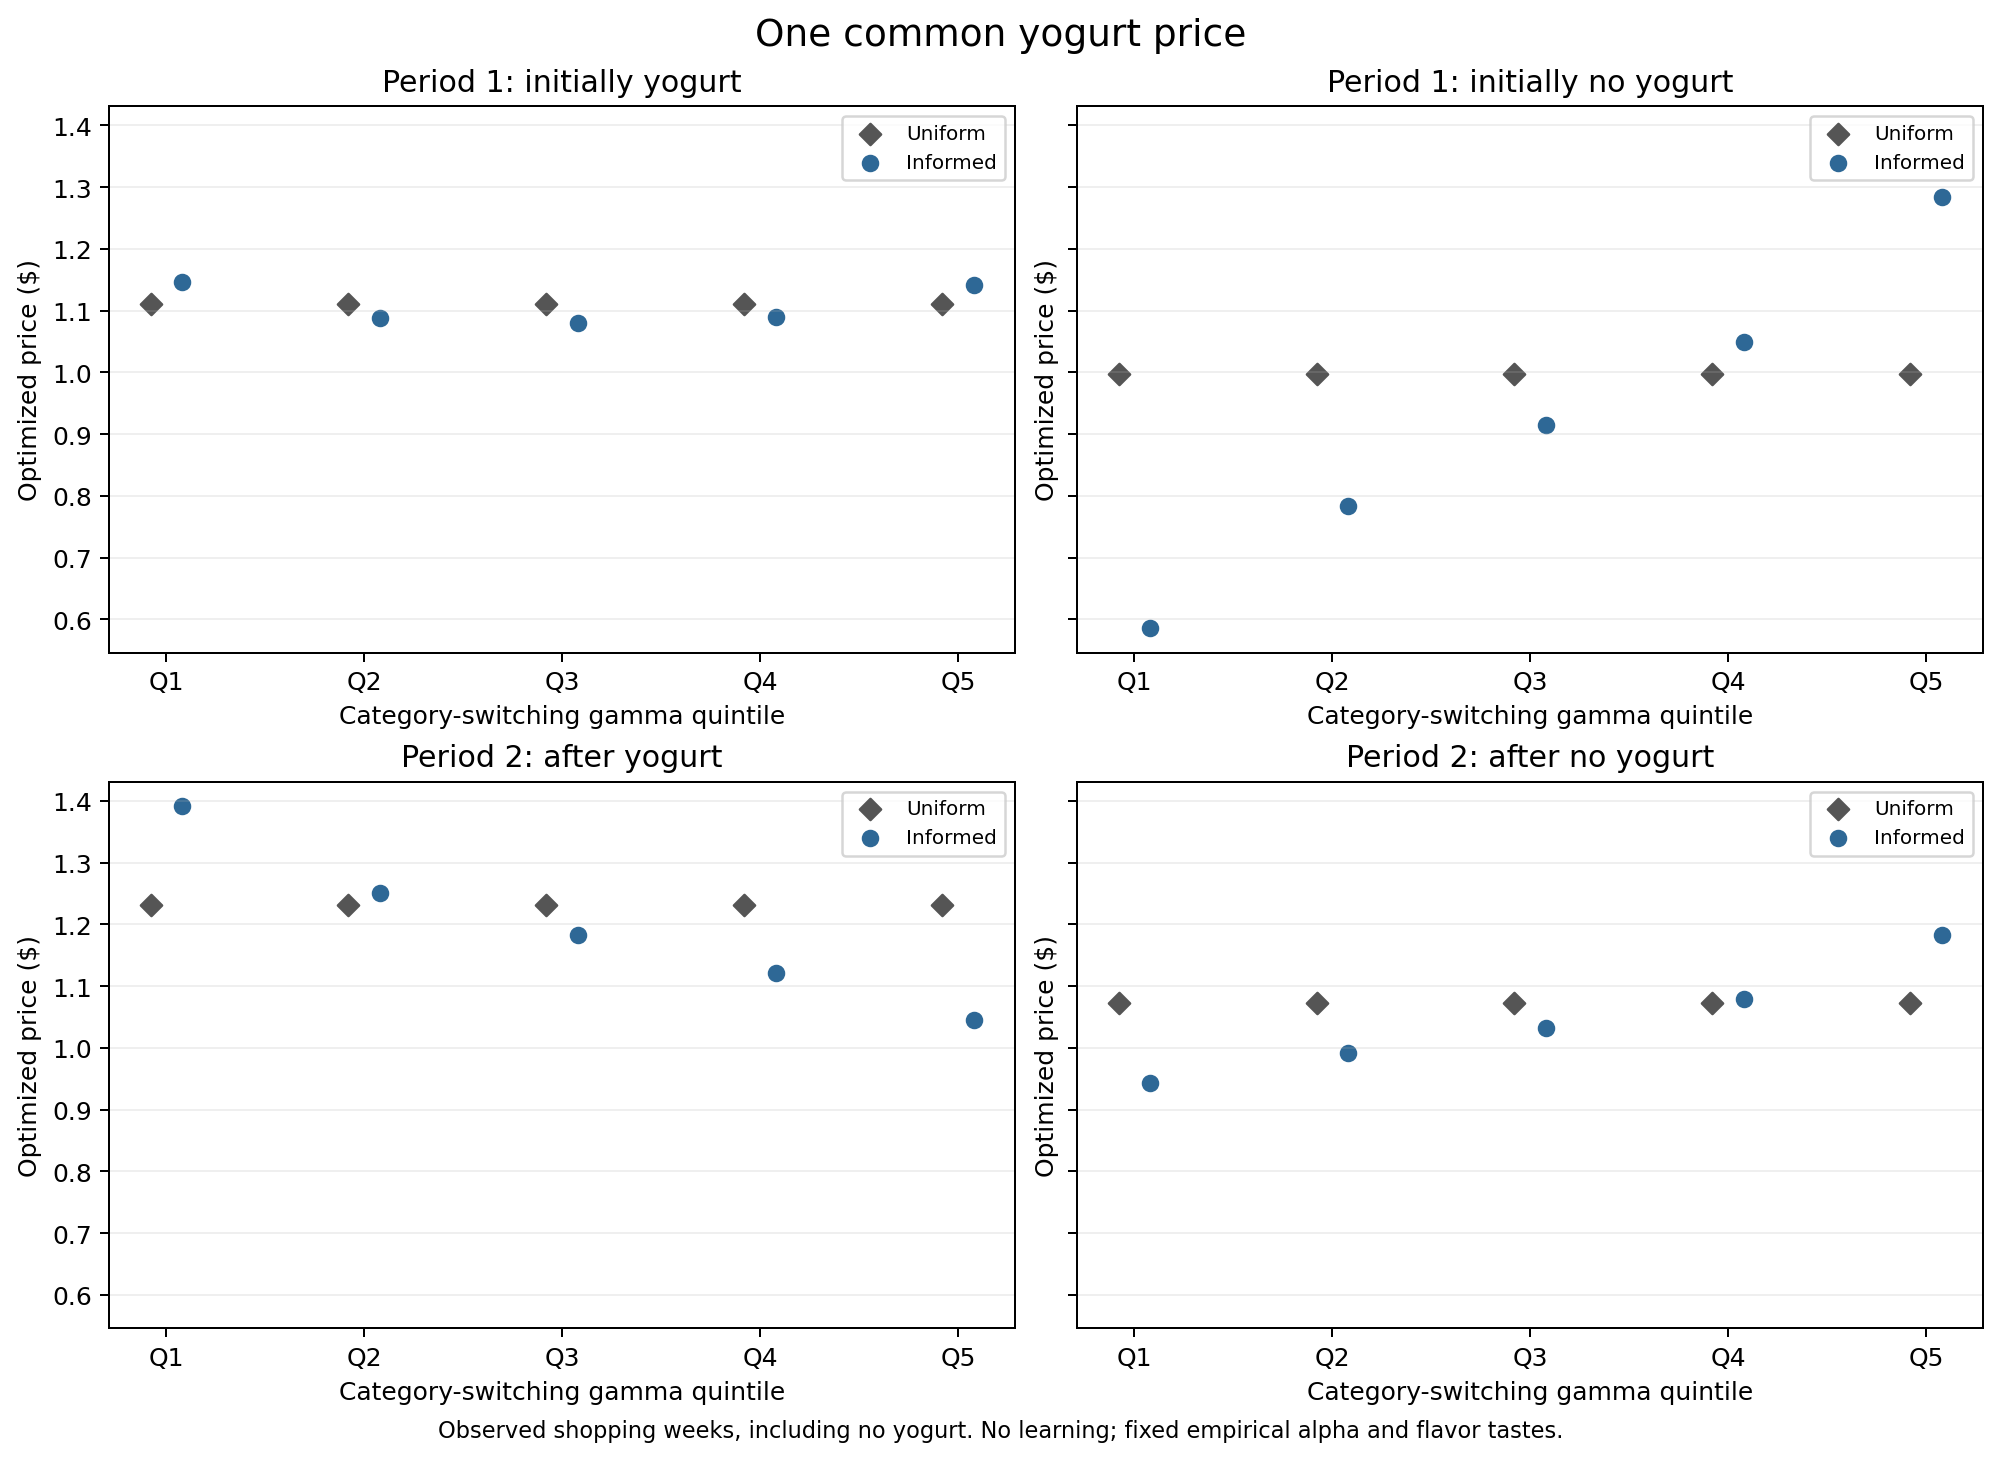 One common yogurt price
Period 1: initially yogurt
Optimized price ($)
1.4
1.3
1.2
1.1
1.0
0.9
0.8
0.7
0.6
Uniform
Informed
Q1 Q2 Q3 Q4 Q5
Category-switching gamma quintile
Period 1: initially no yogurt
Optimized price ($)
Uniform
Informed
Q1 Q2 Q3 Q4 Q5
Category-switching gamma quintile
Period 2: after yogurt
Optimized price ($)
1.4
1.3
1.2
1.1
1.0
0.9
0.8
0.7
0.6
Uniform
Informed
Q1 Q2 Q3 Q4 Q5
Category-switching gamma quintile
Period 2: after no yogurt
Optimized price ($)
Uniform
Informed
Q1 Q2 Q3 Q4 Q5
Category-switching gamma quintile
Observed shopping weeks, including no yogurt. No learning; fixed empirical alpha and flavor tastes.